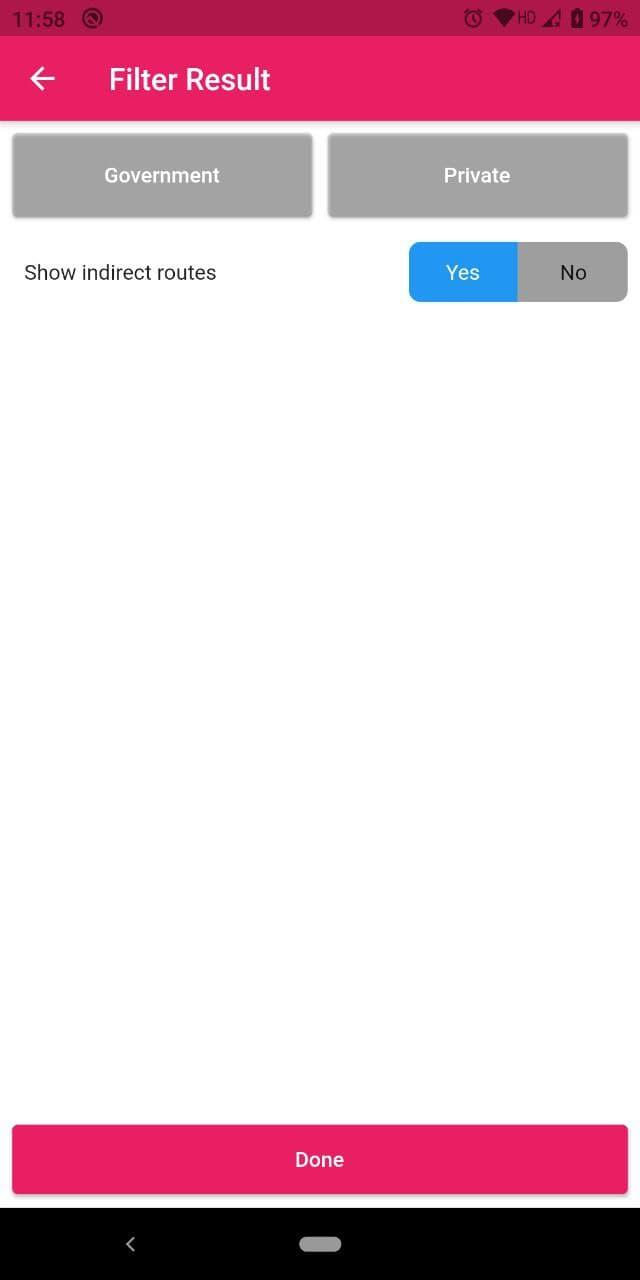 11:58 HD 97%
Filter Result
Government Private
Show indirect routes Yes No
Done